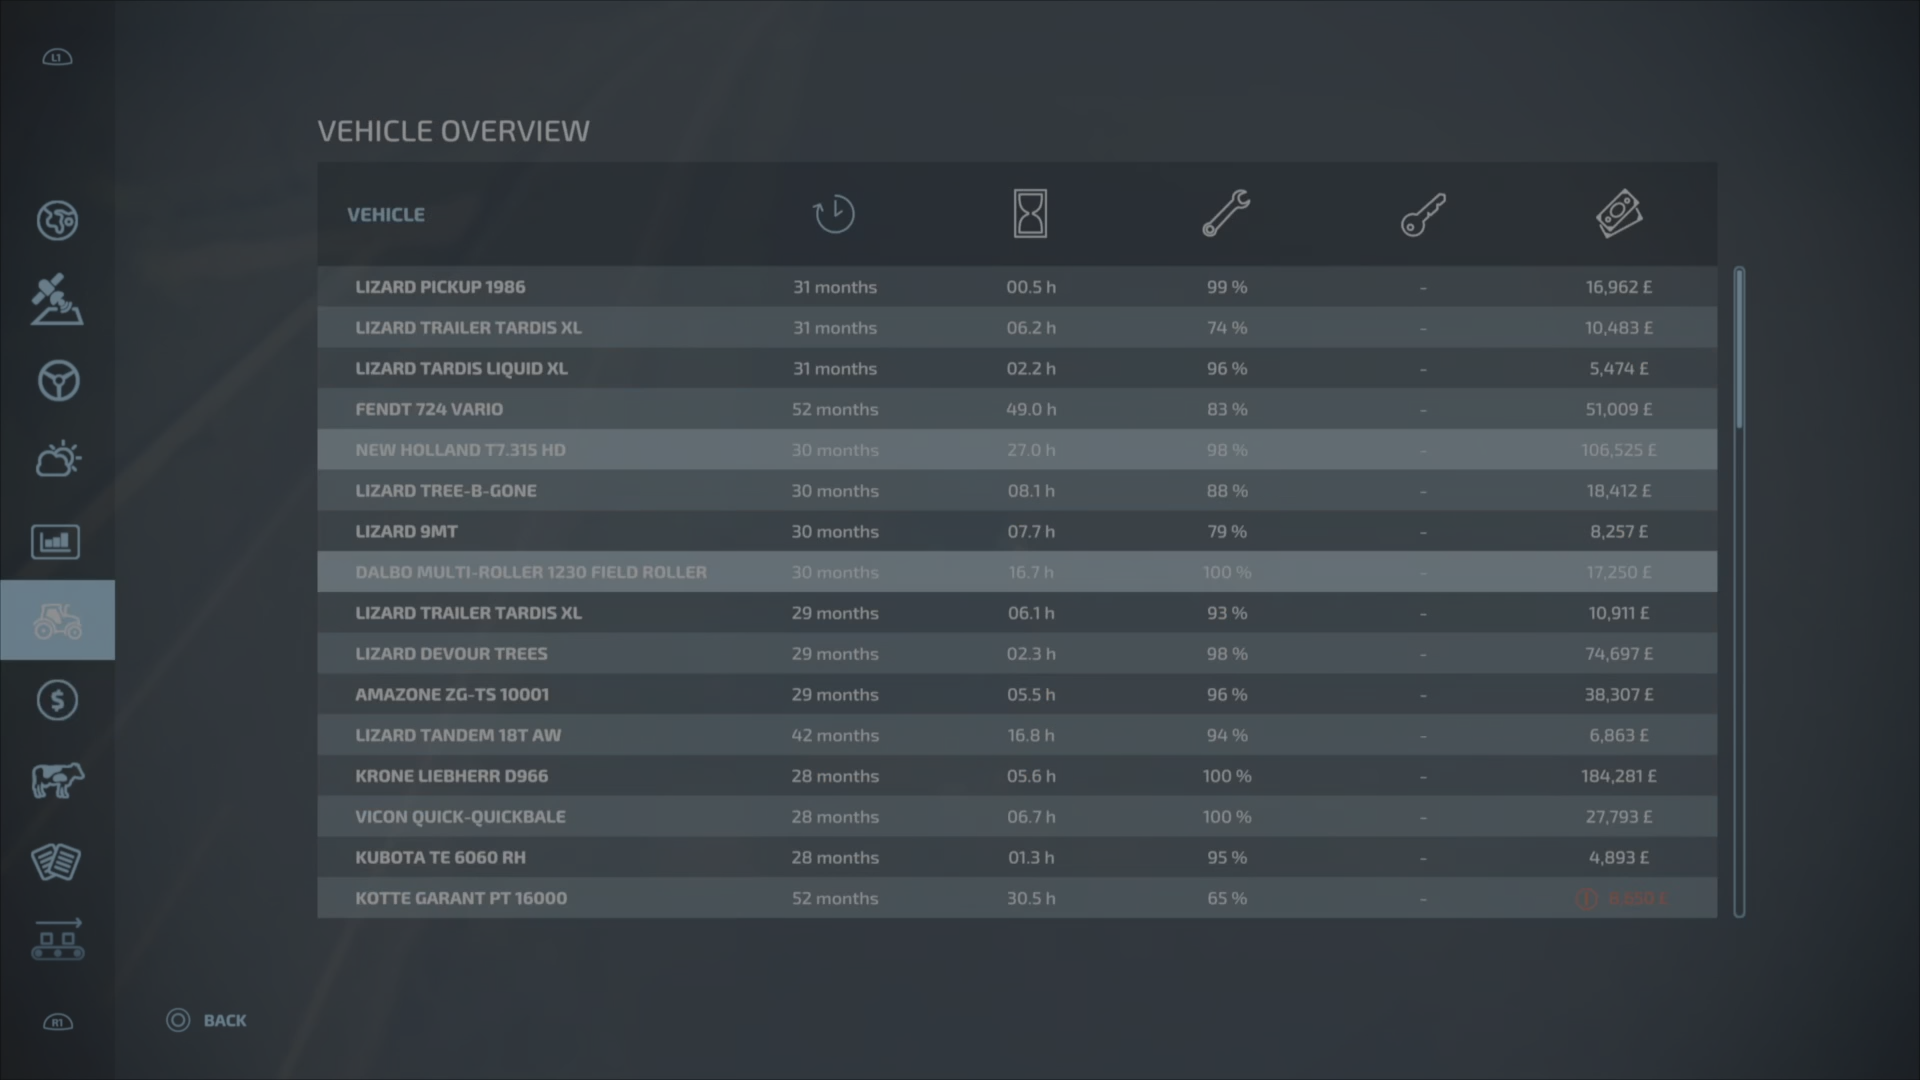 L1
VEHICLE OVERVIEW
VEHICLE
LIZARD PICKUP 1986 31 months 00.5 h 99 % - 16,962 £
LIZARD TRAILER TARDIS XL 31 months 06.2 h 74 % - 10,483 £
LIZARD TARDIS LIQUID XL 31 months 02.2 h 96 % - 5,474 £
FENDT 724 VARIO 52 months 49.0 h 83 % - 51,009 £
NEW HOLLAND T7.315 HD 30 months 27.0 h 98 % - 106,525 £
LIZARD TREE-B-GONE 30 months 08.1 h 88 % - 18,412 £
LIZARD 9MT 30 months 07.7 h 79 % - 8,257 £
DALBO MULTI-ROLLER 1230 FIELD ROLLER 30 months 16.7 h 100 % - 17,250 £
LIZARD TRAILER TARDIS XL 29 months 06.1 h 93 % - 10,911 £
LIZARD DEVOUR TREES 29 months 02.3 h 98 % - 74,697 £
AMAZONE ZG-TS 10001 29 months 05.5 h 96 % - 38,307 £
LIZARD TANDEM 18T AW 42 months 16.8 h 94 % - 6,863 £
KRONE LIEBHERR D966 28 months 05.6 h 100 % - 184,281 £
VICON QUICK-QUICKBALE 28 months 06.7 h 100 % - 27,793 £
KUBOTA TE 6060 RH 28 months 01.3 h 95 % - 4,893 £
KOTTE GARANT PT 16000 52 months 30.5 h 65 % - 8,650 £
R1
BACK